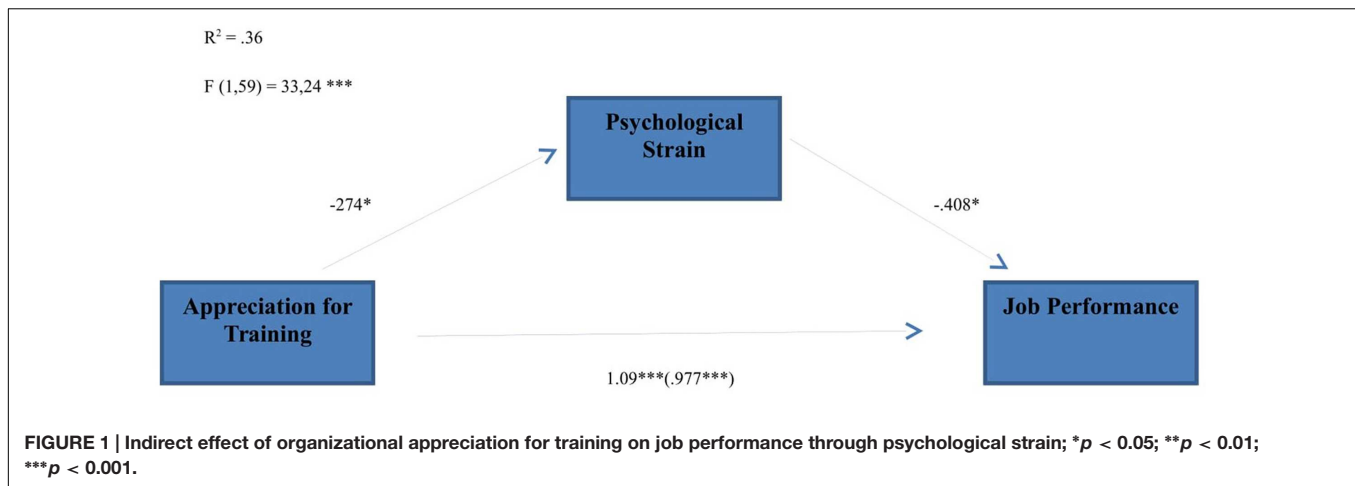 R² = .36
F (1,59) = 33,24 ***
Psychological
Strain
-274*
-.408*
Appreciation for
Training
Job Performance
1.09***(.977***)
FIGURE 1 | Indirect effect of organizational appreciation for training on job performance through psychological strain; *p < 0.05; **p < 0.01;
***p < 0.001.